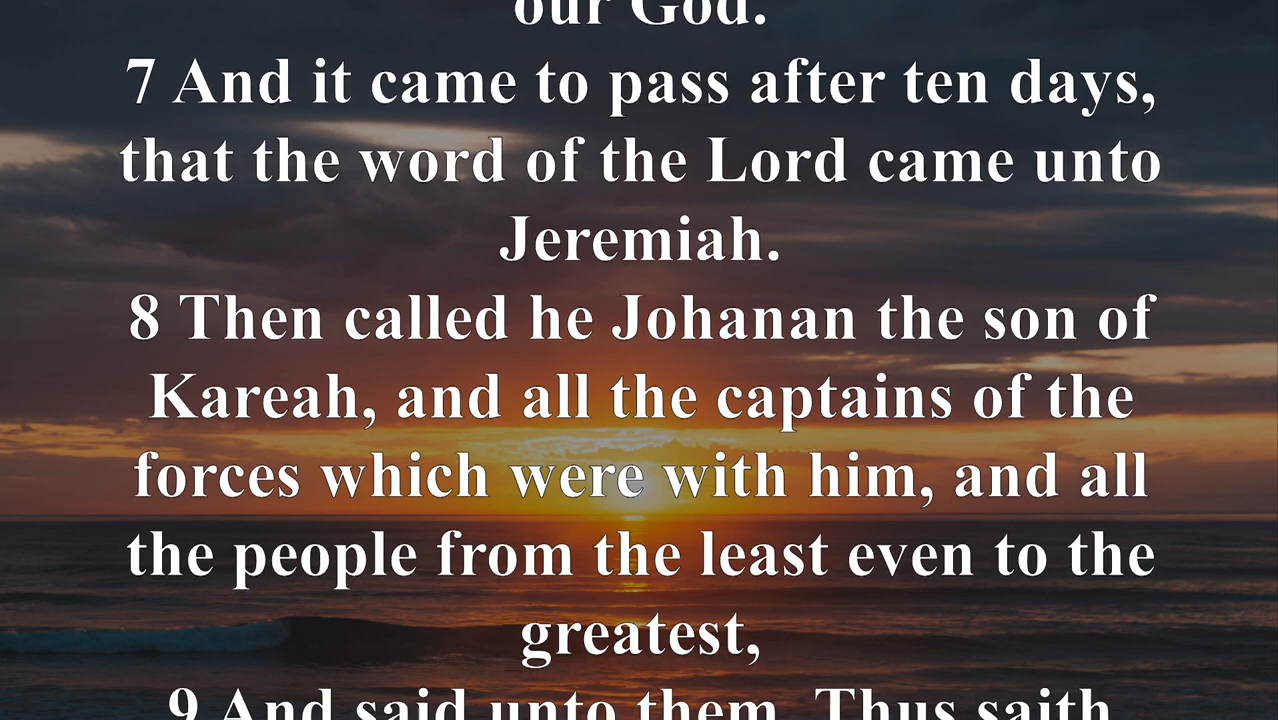 our God.
7 And it came to pass after ten days,
that the word of the Lord came unto
Jeremiah.
8 Then called he Johanan the son of
Kareah, and all the captains of the
forces which were with him, and all
the people from the least even to the
greatest,
9 And said unto them, Thus saith